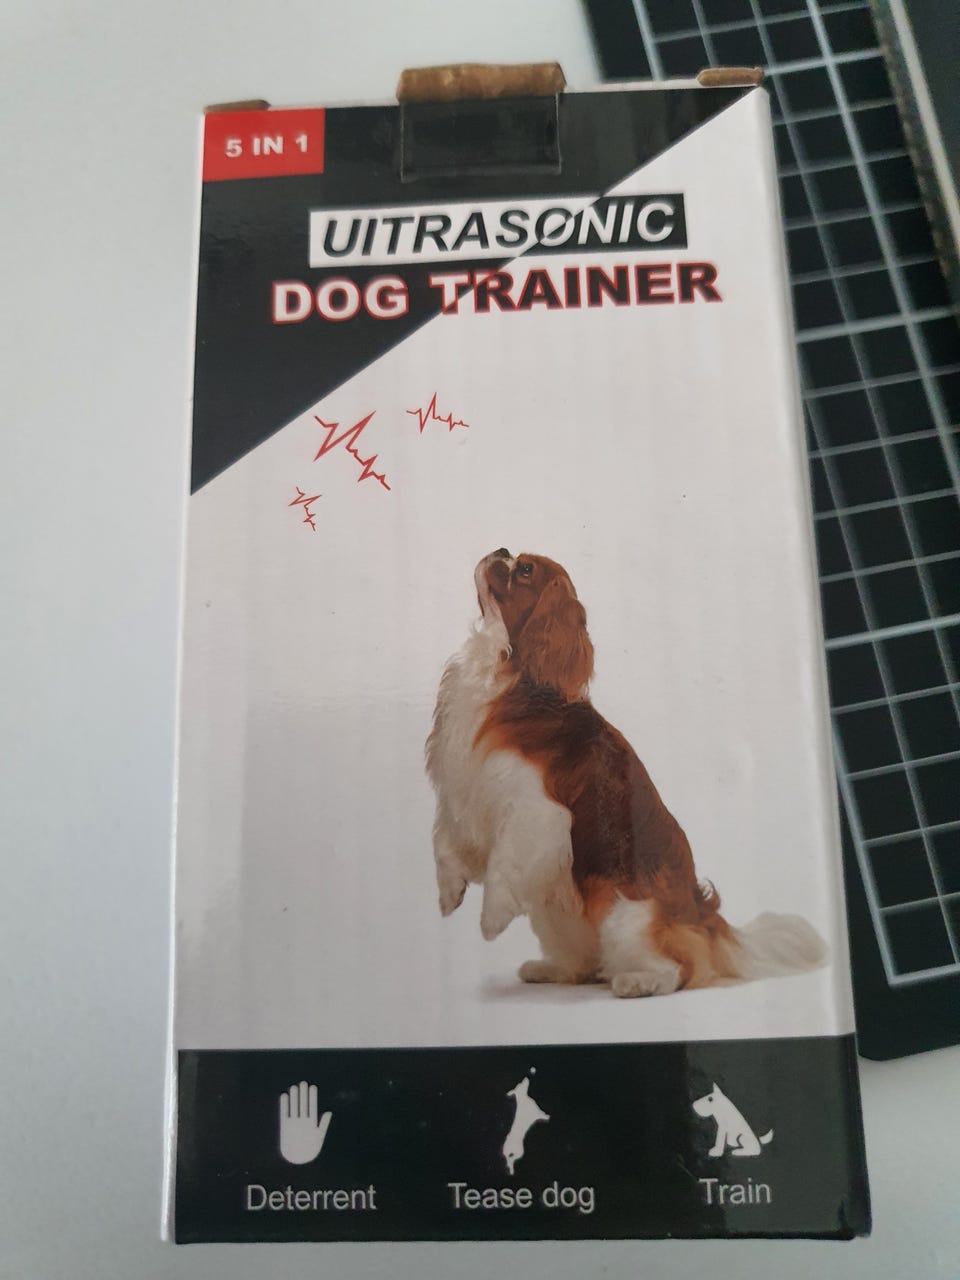 5 IN 1
UITRASONIC
DOG TRAINER
Deterrent
Tease dog
Train